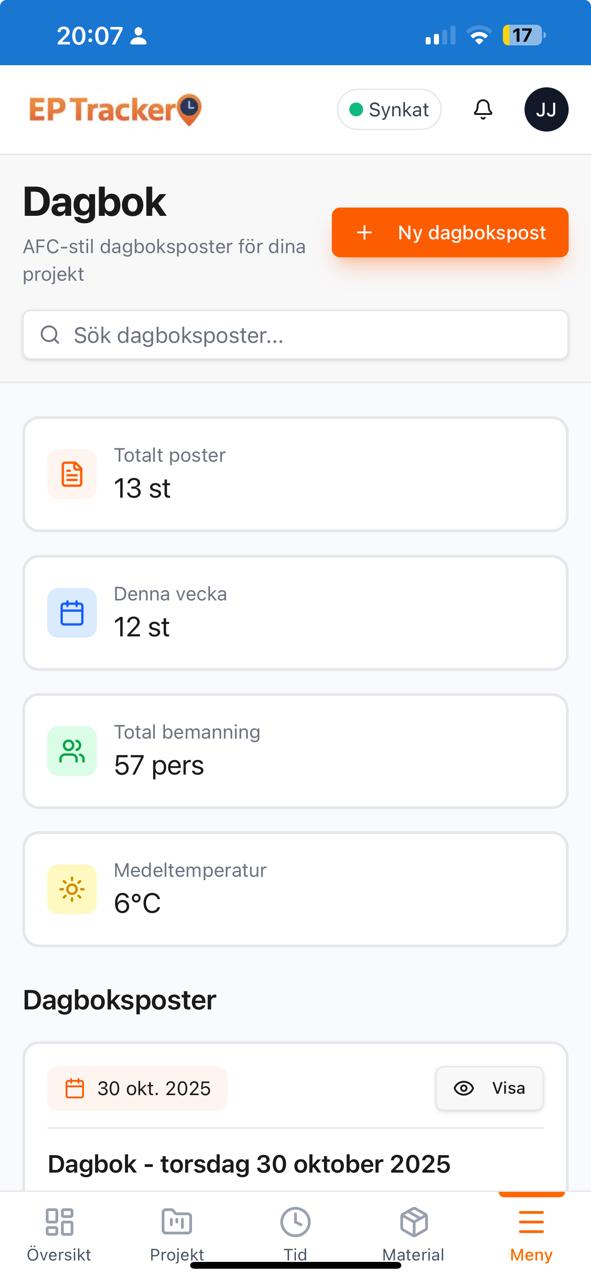 20:07
17
EP Tracker
Synkat
JJ
Dagbok
AFC-stil dagboksposter för dina
projekt
Ny dagbokspost
Sök dagboksposter...
Totalt poster
13 st
Denna vecka
12 st
Total bemanning
57 pers
Medeltemperatur
6°C
Dagboksposter
30 okt. 2025
Visa
Dagbok - torsdag 30 oktober 2025
Översikt
Projekt
Tid
Material
Meny